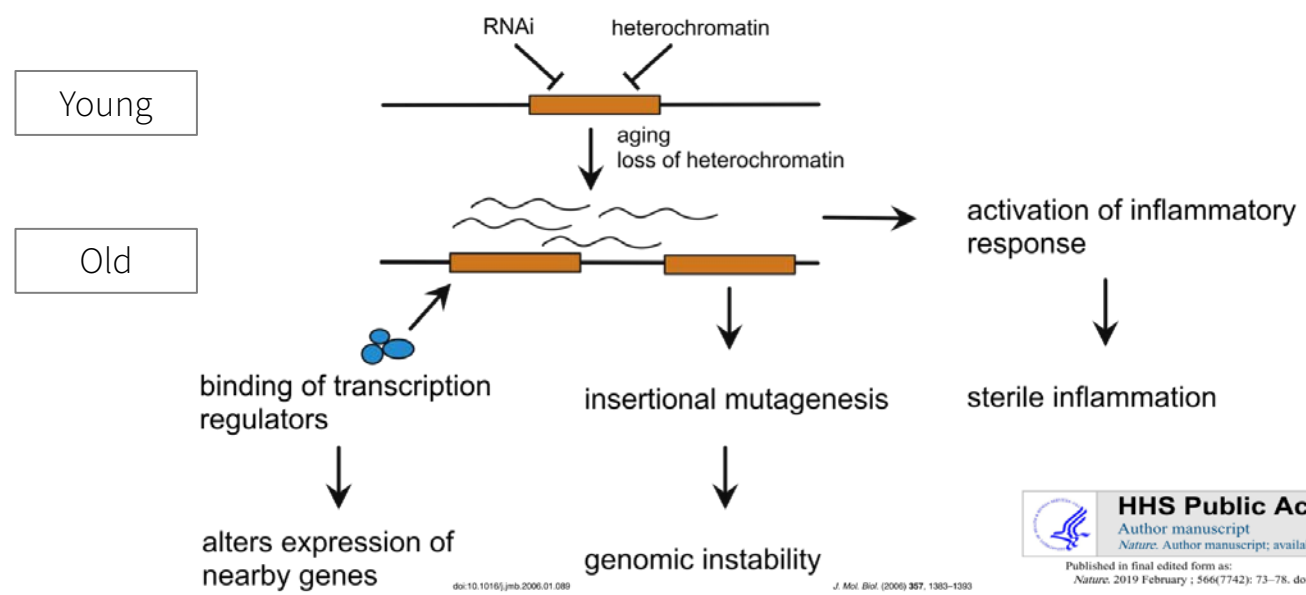 RNAi
heterochromatin
Young
aging
loss of heterochromatin
Old
activation of inflammatory
response
binding of transcription
regulators
insertional mutagenesis
sterile inflammation
alters expression of
nearby genes
genomic instability
doi:10.1016/j.jmb.2006.01.089
J. Mol. Biol. (2006) 357, 1383–1393
HHS Public Ac
Author manuscript
Nature. Author manuscript; availa
Published in final edited form as:
Nature. 2019 February ; 566(7742): 73–78. do